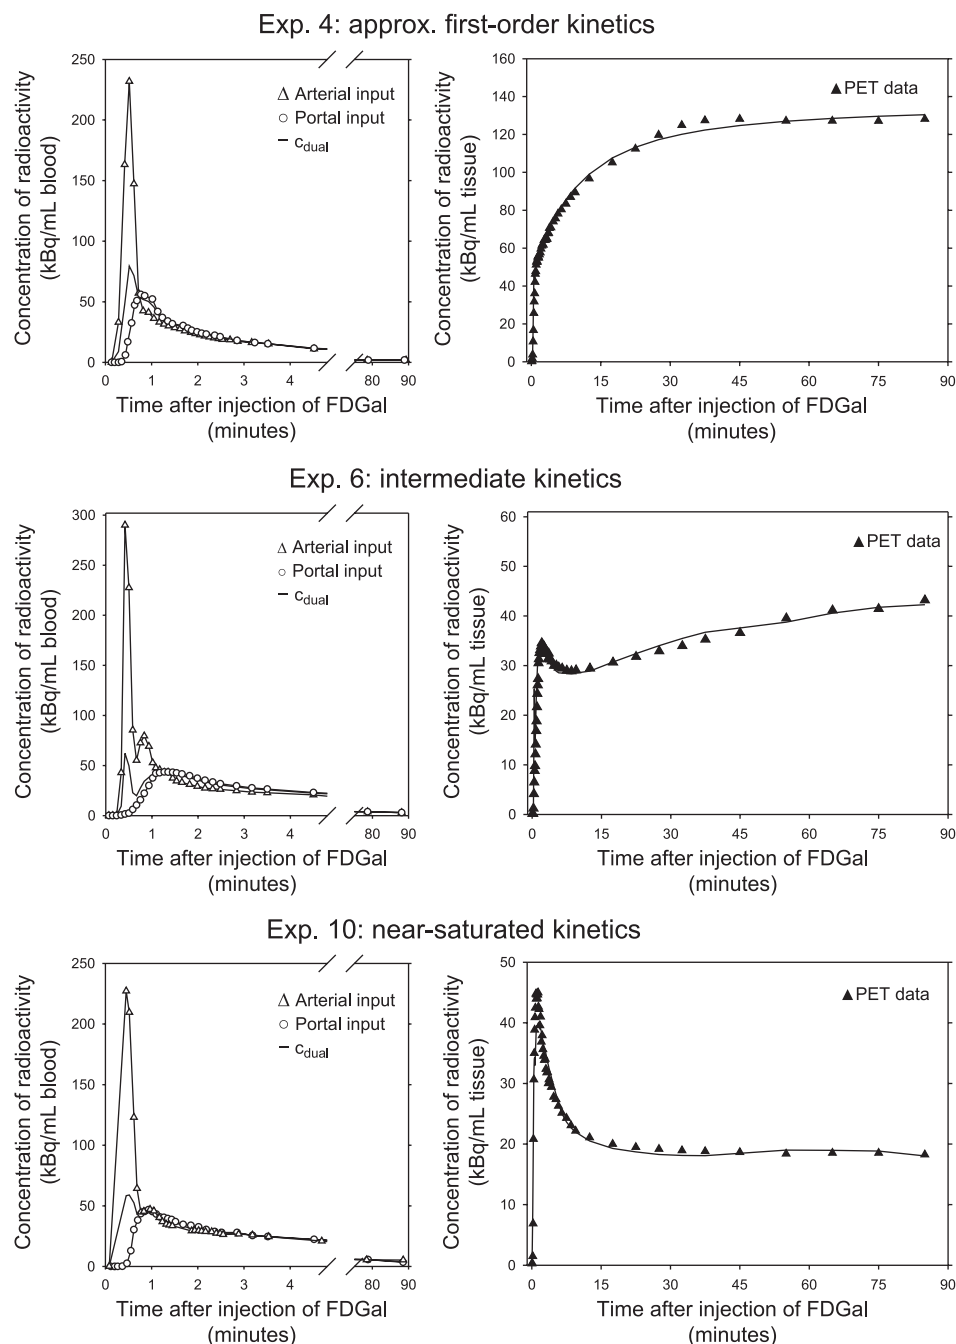 Exp. 4: approx. first-order kinetics
Concentration of radioactivity
(kBq/mL blood)
250
200
150
100
50
0
Arterial input
Portal input
c_dual
0 1 2 3 4 80 90
Time after injection of FDGal
(minutes)
Concentration of radioactivity
(kBq/mL tissue)
160
140
120
100
80
60
40
20
0
PET data
0 15 30 45 60 75 90
Time after injection of FDGal
(minutes)
Exp. 6: intermediate kinetics
Concentration of radioactivity
(kBq/mL blood)
300
250
200
150
100
50
0
Arterial input
Portal input
c_dual
0 1 2 3 4 80 90
Time after injection of FDGal
(minutes)
Concentration of radioactivity
(kBq/mL tissue)
60
50
40
30
20
10
0
PET data
0 15 30 45 60 75 90
Time after injection of FDGal
(minutes)
Exp. 10: near-saturated kinetics
Concentration of radioactivity
(kBq/mL blood)
250
200
150
100
50
0
Arterial input
Portal input
c_dual
0 1 2 3 4 80 90
Time after injection of FDGal
(minutes)
Concentration of radioactivity
(kBq/mL tissue)
50
40
30
20
10
0
PET data
0 15 30 45 60 75 90
Time after injection of FDGal
(minutes)